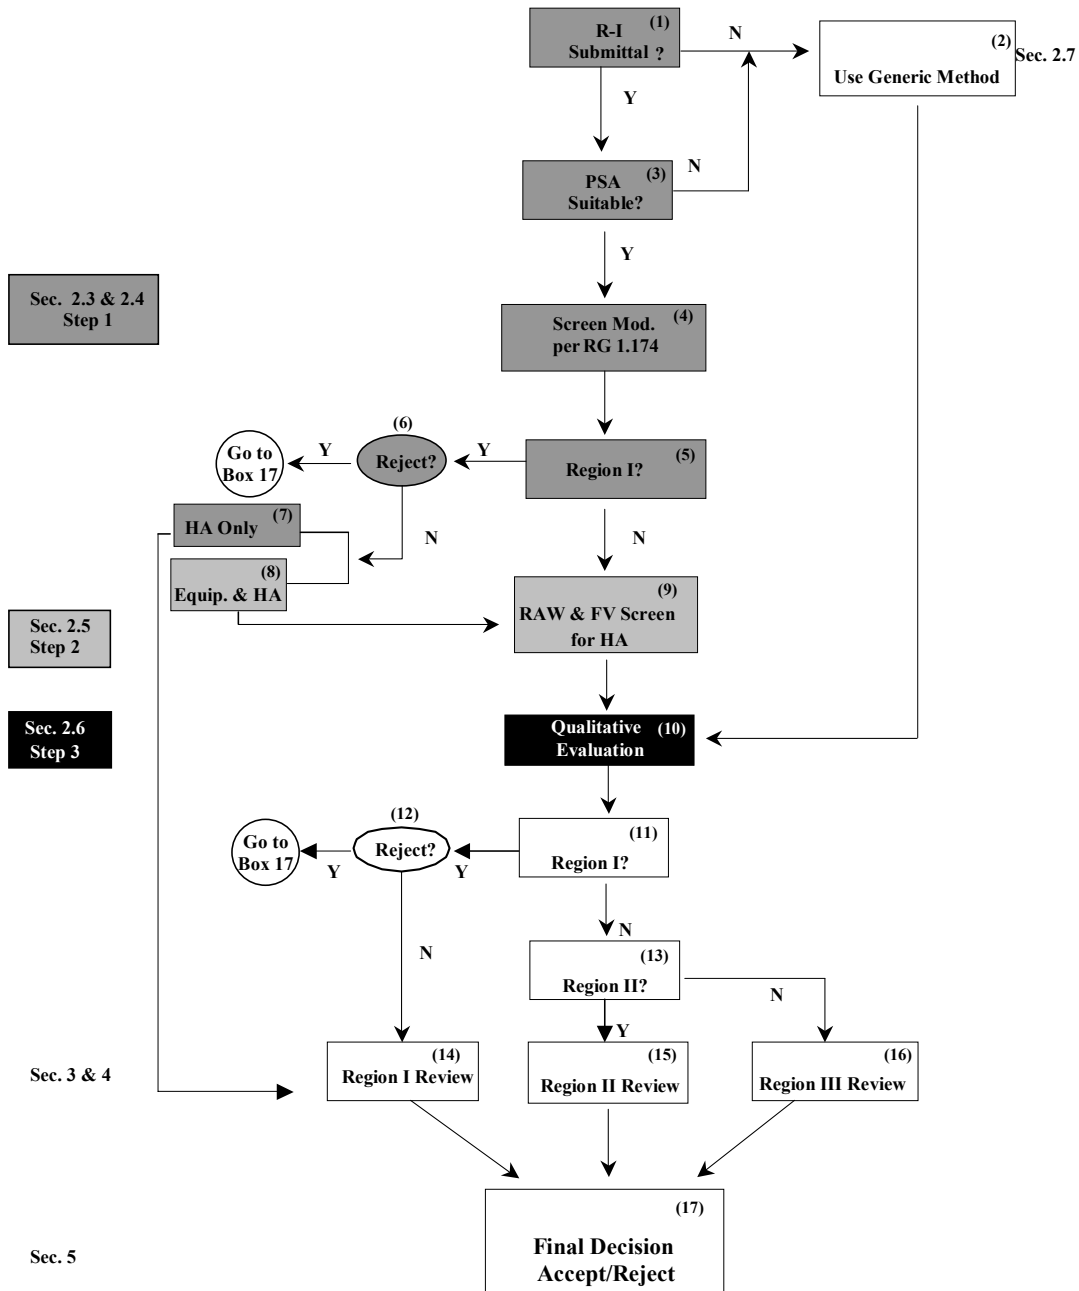 (1)
R-I
Submittal ?
N
(2)
Use Generic Method
Sec. 2.7
Y
(3)
PSA
Suitable?
N
Y
Sec. 2.3 & 2.4
Step 1
(4)
Screen Mod.
per RG 1.174
(6)
Go to
Box 17
Y
Reject?
Y
(5)
Region I?
(7)
HA Only
N
N
(8)
Equip. & HA
(9)
RAW & FV Screen
for HA
Sec. 2.5
Step 2
Sec. 2.6
Step 3
Qualitative (10)
Evaluation
(12)
Go to
Box 17
Y
Reject?
Y
(11)
Region I?
N
N
(13)
Region II?
N
Y
Sec. 3 & 4
(14)
Region I Review
(15)
Region II Review
(16)
Region III Review
(17)
Sec. 5
Final Decision
Accept/Reject